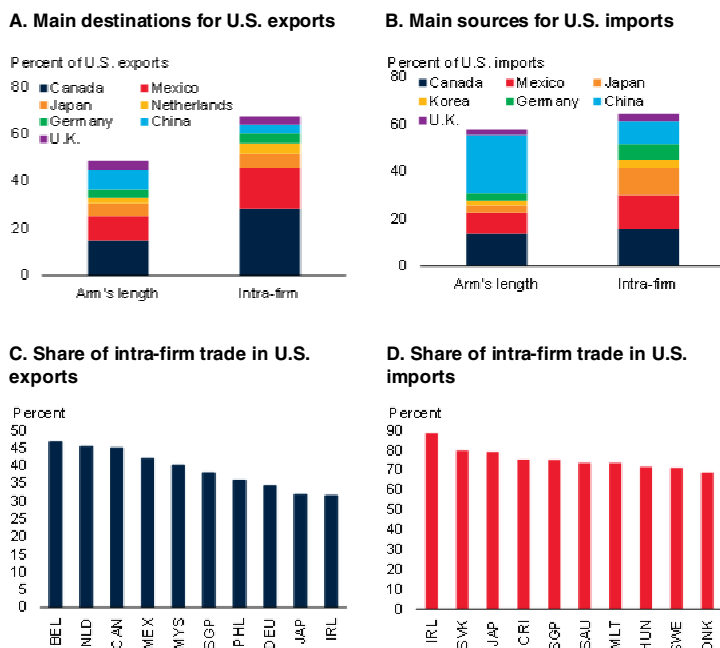 A. Main destinations for U.S. exports
Percent of U.S. exports
80
60
40
20
0
Canada
Mexico
Japan
Netherlands
Germany
China
U.K.
Arm's length
Intra-firm
B. Main sources for U.S. imports
Percent of U.S. imports
80
60
40
20
0
Canada
Mexico
Japan
Korea
Germany
China
U.K.
Arm's length
Intra-firm
C. Share of intra-firm trade in U.S.
exports
Percent
50
45
40
35
30
25
20
15
10
5
0
BEL
NLD
CAN
MEX
MYS
SGP
PHL
DEU
JAP
IRL
D. Share of intra-firm trade in U.S.
imports
Percent
90
80
70
60
50
40
30
20
10
0
IRL
SVK
JAP
CRI
SGP
SAU
MLT
HUN
SWE
DNK